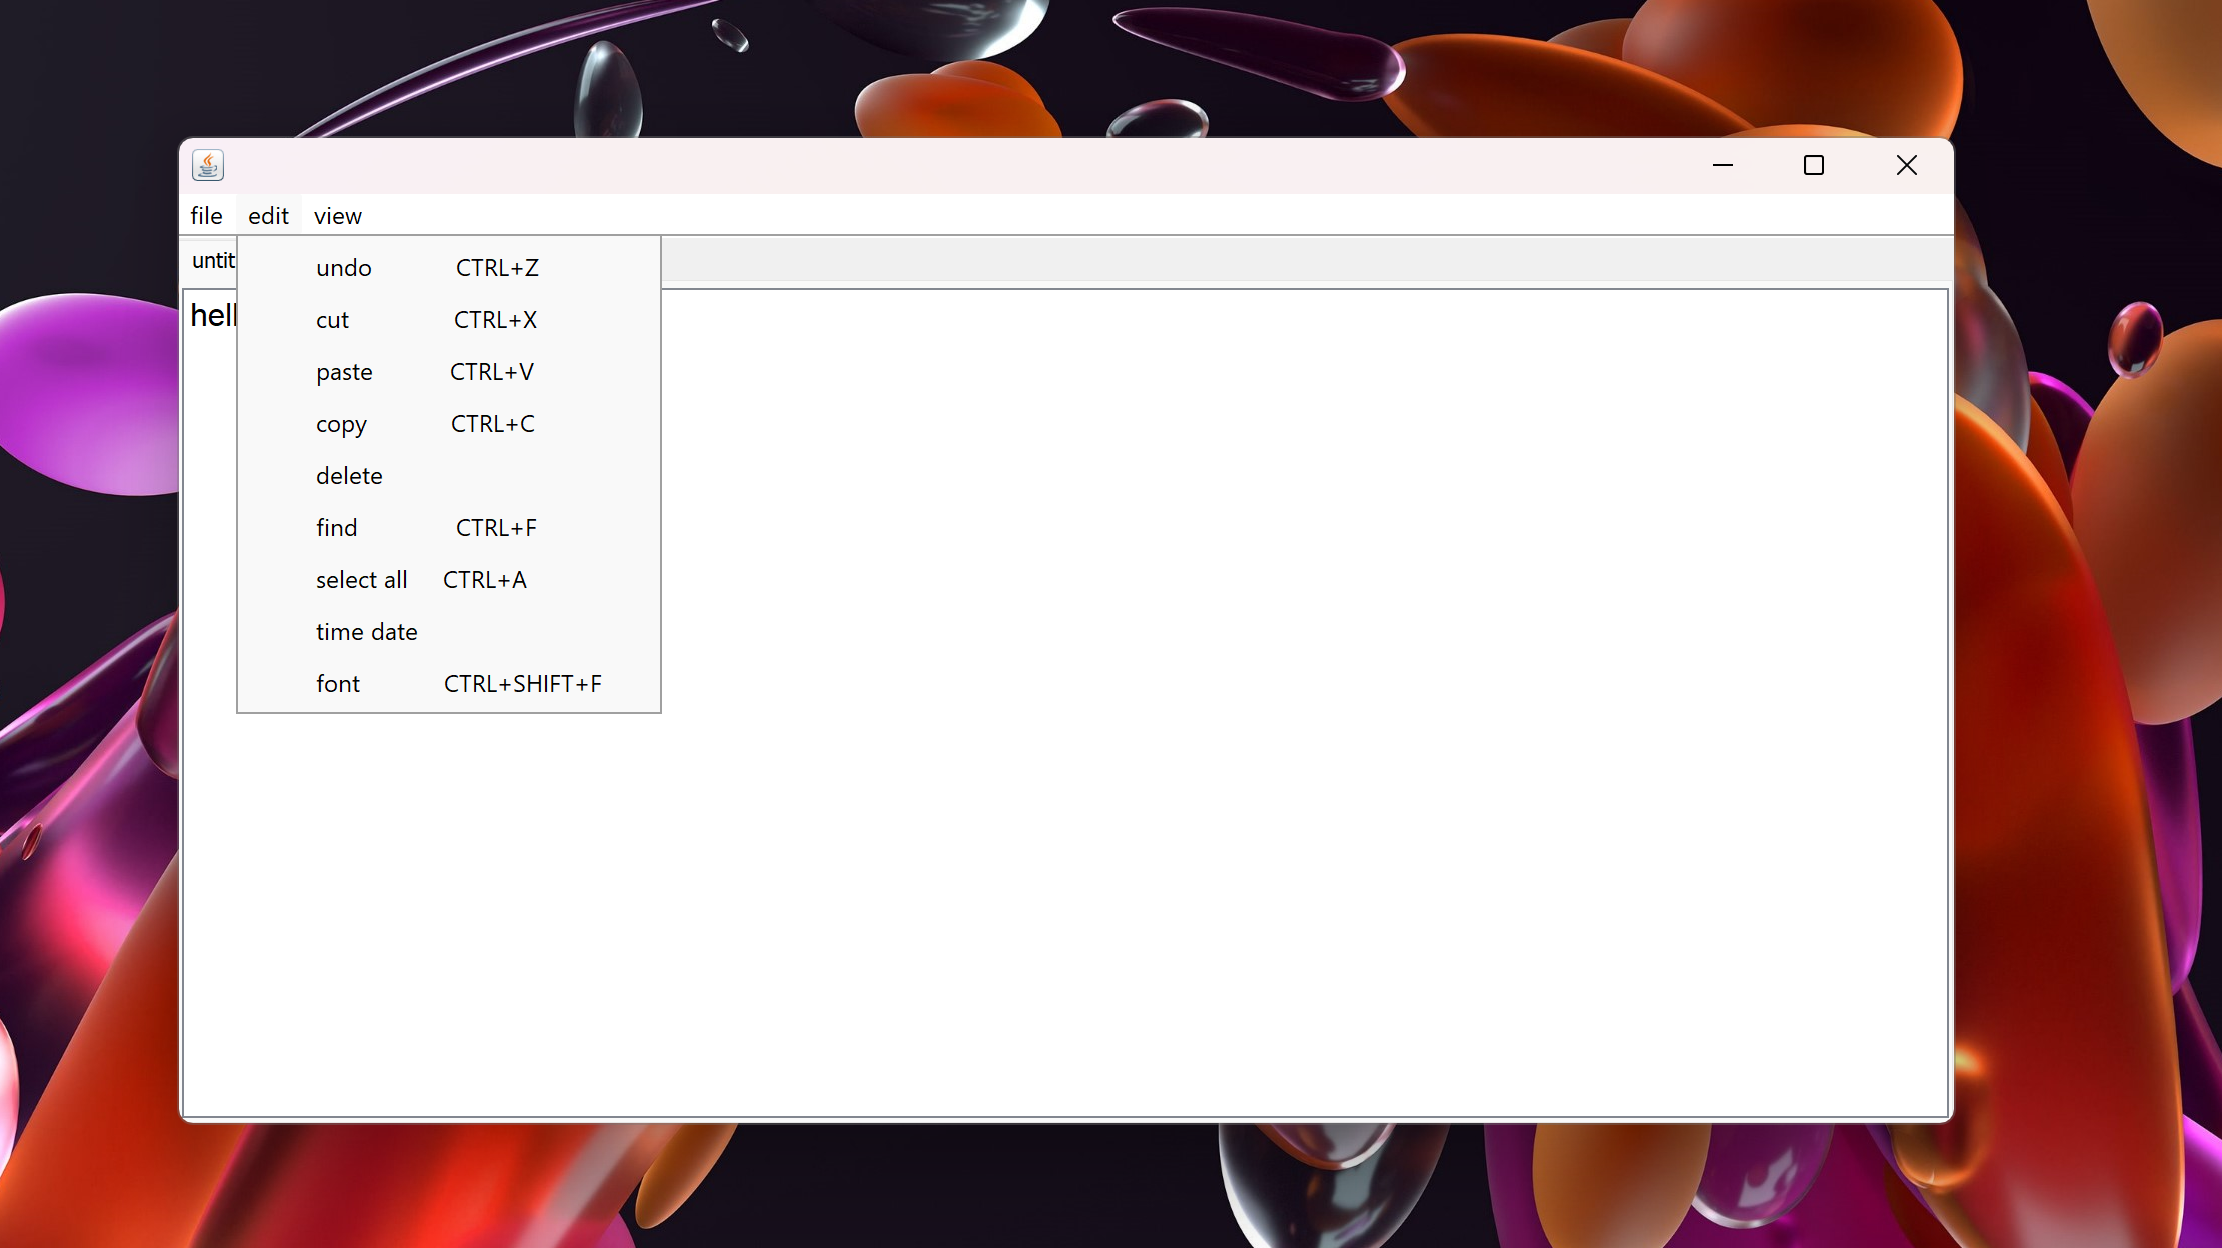 file edit view
undo CTRL+Z
cut CTRL+X
paste CTRL+V
copy CTRL+C
delete
find CTRL+F
select all CTRL+A
time date
font CTRL+SHIFT+F
untit
hell